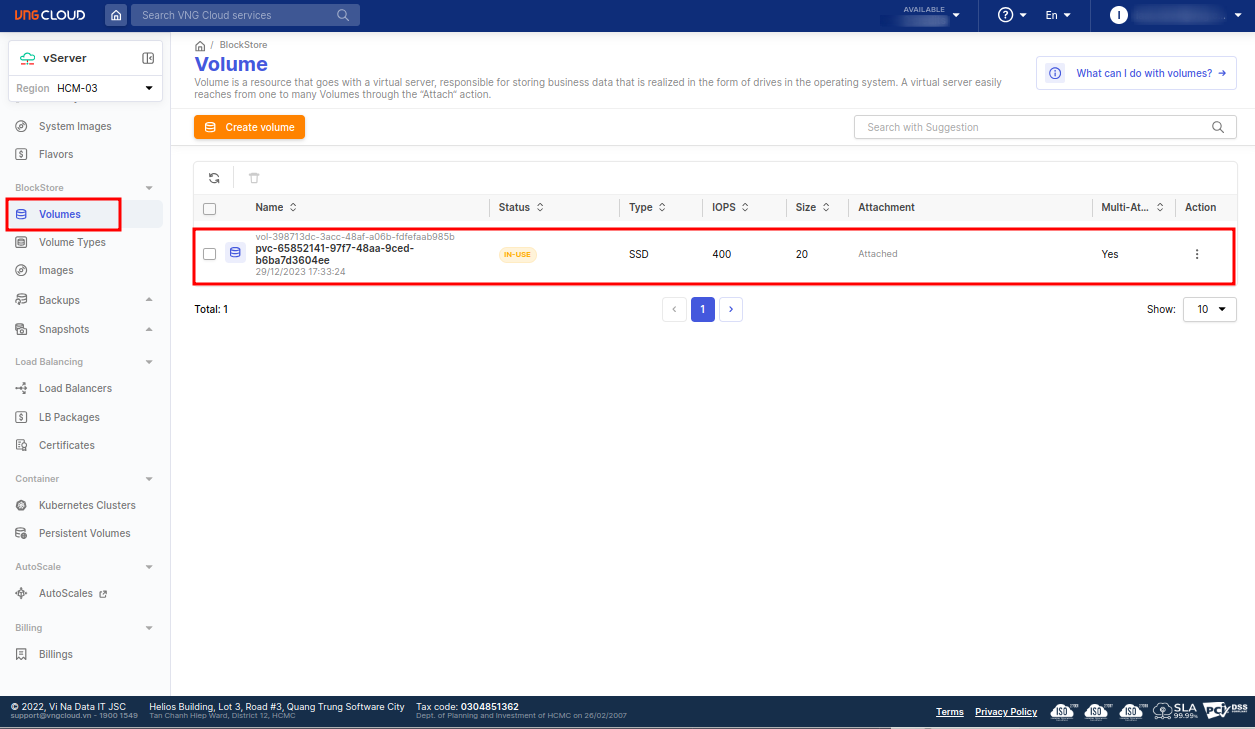 VNG CLOUD
Search VNG Cloud services
AVAILABLE
En
I
vServer
Region HCM-03
System Images
Flavors
BlockStore
Volumes
Volume Types
Images
Backups
Snapshots
Load Balancing
Load Balancers
LB Packages
Certificates
Container
Kubernetes Clusters
Persistent Volumes
AutoScale
AutoScales
Billing
Billings
/ BlockStore
Volume
Volume is a resource that goes with a virtual server, responsible for storing business data that is realized in the form of drives in the operating system. A virtual server easily
reaches from one to many Volumes through the "Attach" action.
What can I do with volumes? →
Create volume
Search with Suggestion
Name Status Type IOPS Size Attachment Multi-At... Action
vol-398713dc-3acc-48af-a06b-fdfefaab985b
pvc-65852141-97f7-48aa-9ced-
b6ba7d3604ee
29/12/2023 17:33:24
IN-USE SSD 400 20 Attached Yes
Total: 1
1
Show: 10
© 2022, Vi Na Data IT JSC
support@vngcloud.vn - 1900 1549
Helios Building, Lot 3, Road #3, Quang Trung Software City
Tan Chanh Hiep Ward, District 12, HCMC
Tax code: 0304851362
Dept. of Planning and Investment of HCMC on 26/02/2007
Terms Privacy Policy
ISO ISO ISO SLA 99.99% PCI DSS